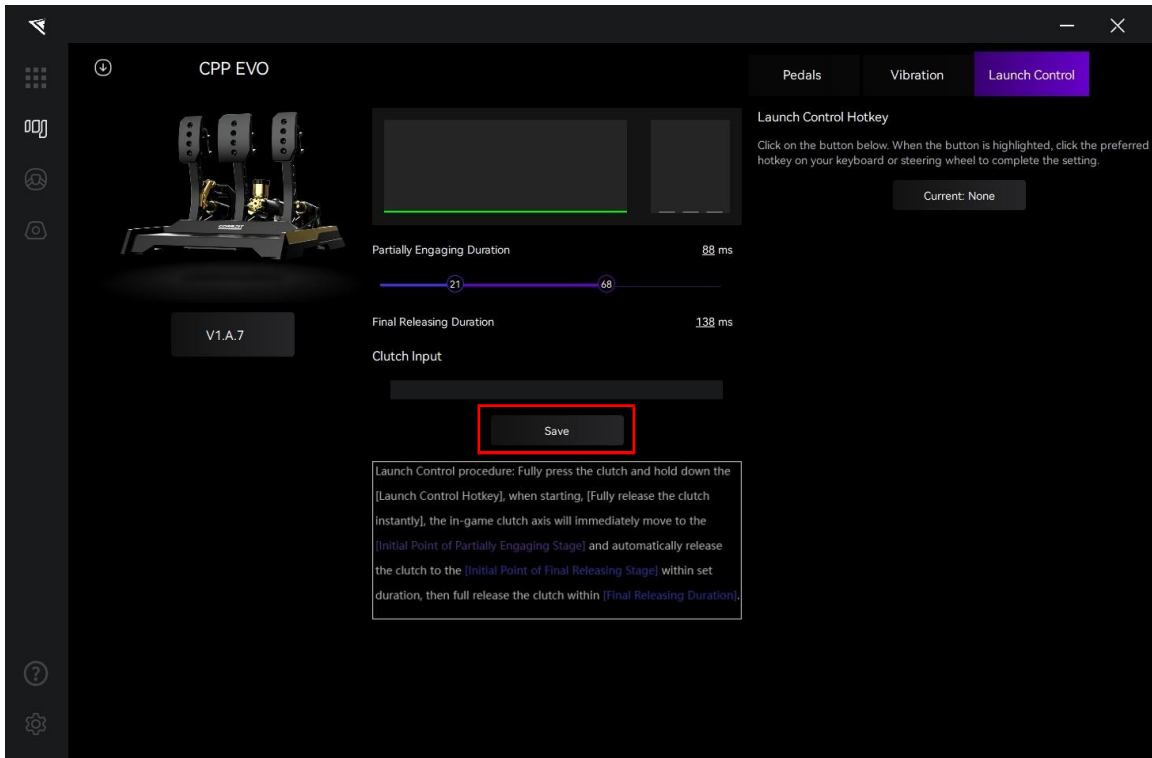 CPP EVO
V1.A.7
Partially Engaging Duration
88 ms
21
68
Final Releasing Duration
138 ms
Clutch Input
Save
Launch Control procedure: Fully press the clutch and hold down the
[Launch Control Hotkey], when starting, [Fully release the clutch
instantly], the in-game clutch axis will immediately move to the
[Initial Point of Partially Engaging Stage] and automatically release
the clutch to the [Initial Point of Final Releasing Stage] within set
duration, then full release the clutch within [Final Releasing Duration].
Pedals
Vibration
Launch Control
Launch Control Hotkey
Click on the button below. When the button is highlighted, click the preferred
hotkey on your keyboard or steering wheel to complete the setting.
Current: None